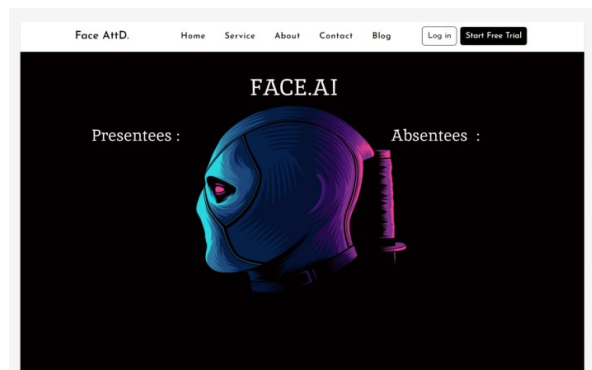 Face AttD. Home Service About Contact Blog Log in Start Free Trial
FACE.AI
Presentees : Absentees :